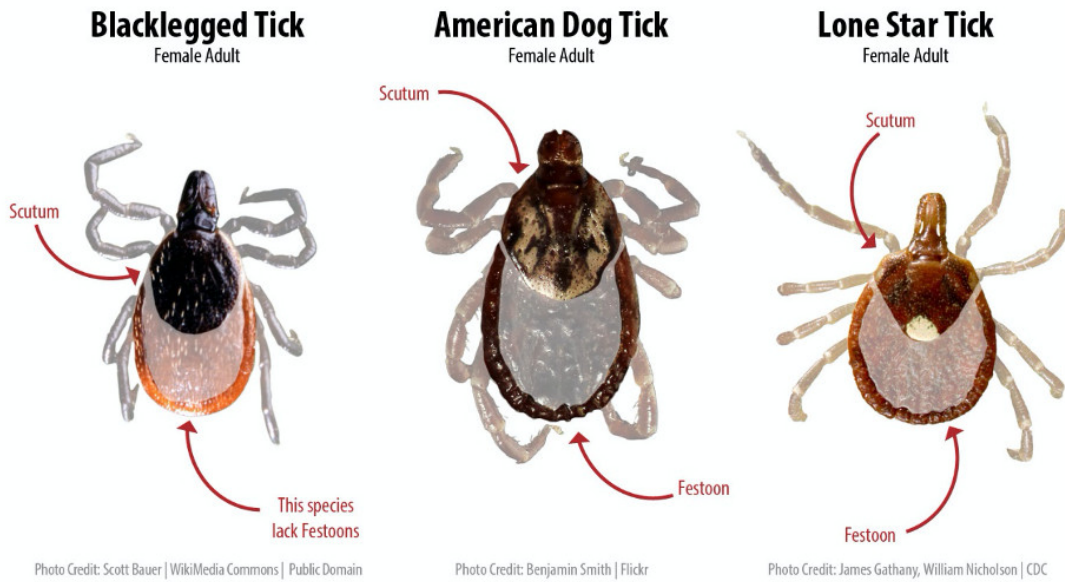 Blacklegged Tick
Female Adult
Scutum
This species
lack Festoons
Photo Credit: Scott Bauer | WikiMedia Commons | Public Domain
American Dog Tick
Female Adult
Scutum
Festoon
Photo Credit: Benjamin Smith | Flickr
Lone Star Tick
Female Adult
Scutum
Festoon
Photo Credit: James Gathany, William Nicholson | CDC